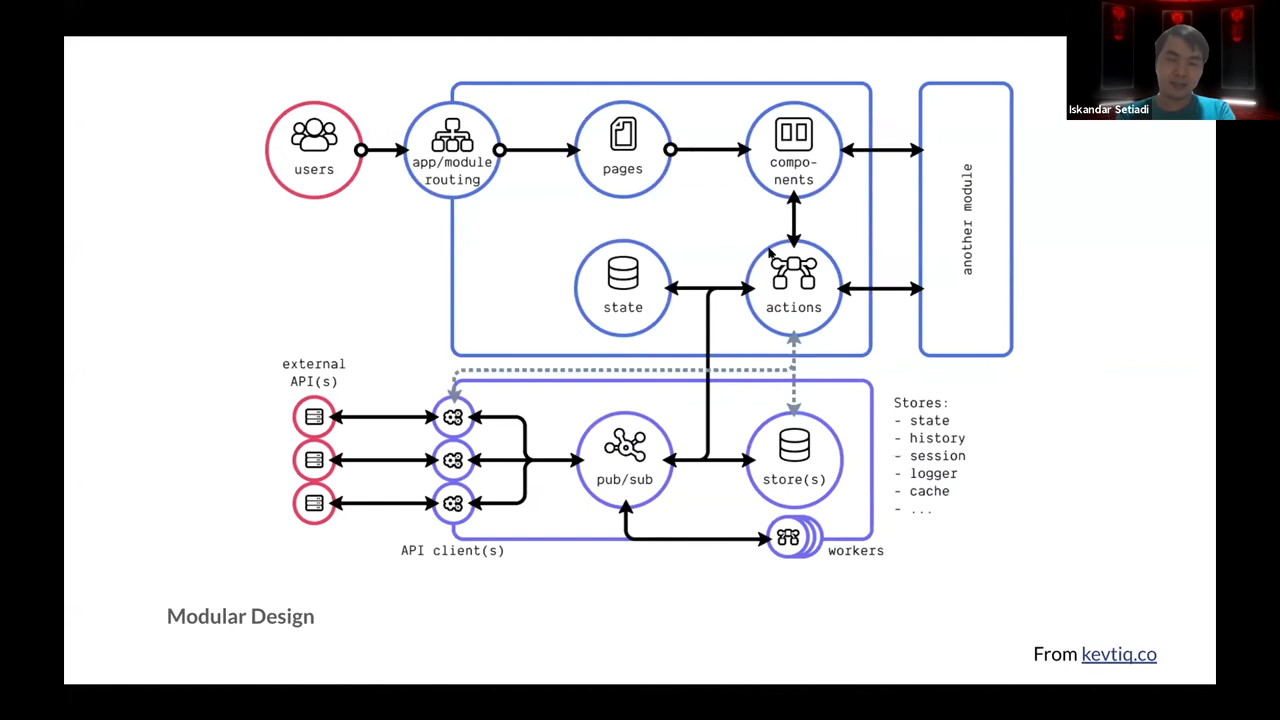 Iskandar Setiadi
users
app/module
routing
pages
compo-
nents
another module
state
actions
external
API(s)
Stores:
- state
- history
- session
- logger
- cache
- ...
pub/sub
store(s)
API client(s)
workers
Modular Design
From kevtiq.co